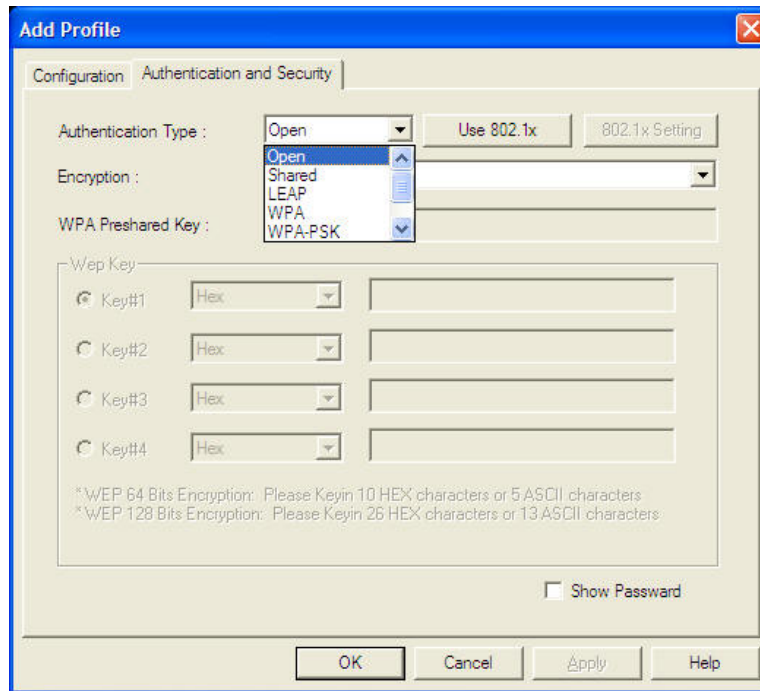 Add Profile
Configuration
Authentication and Security
Authentication Type :
Open
Use 802.1x
802.1x Setting
Open
Shared
LEAP
WPA
WPA-PSK
Encryption :
WPA Preshared Key :
Wep Key
Key#1
Hex
Key#2
Hex
Key#3
Hex
Key#4
Hex
* WEP 64 Bits Encryption: Please Keyin 10 HEX characters or 5 ASCII characters
* WEP 128 Bits Encryption: Please Keyin 26 HEX characters or 13 ASCII characters
Show Passward
OK
Cancel
Apply
Help